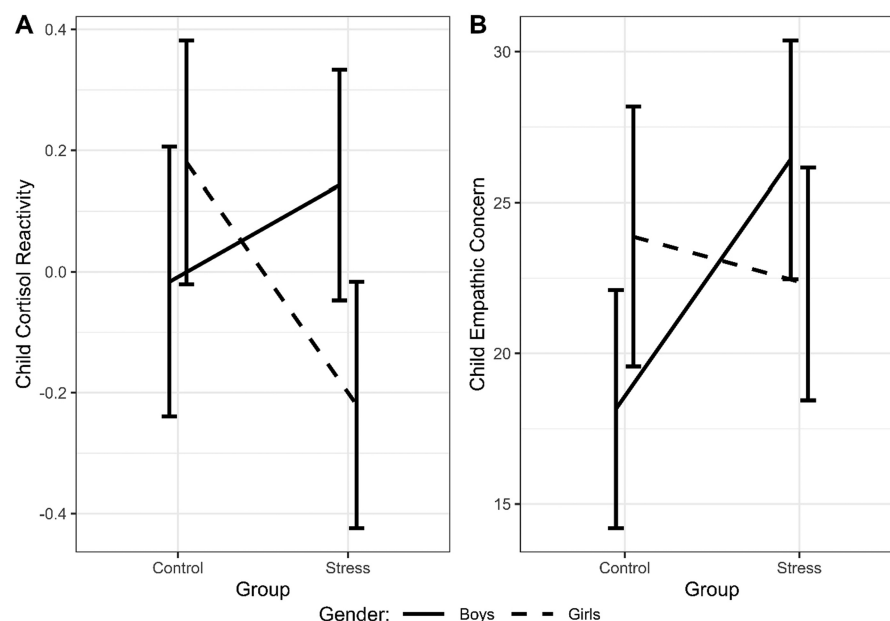 A
B
0.4
0.2
0.0
-0.2
-0.4
Child Cortisol Reactivity
Control
Stress
Group
30
25
20
15
Child Empathic Concern
Control
Stress
Group
Gender: Boys Girls